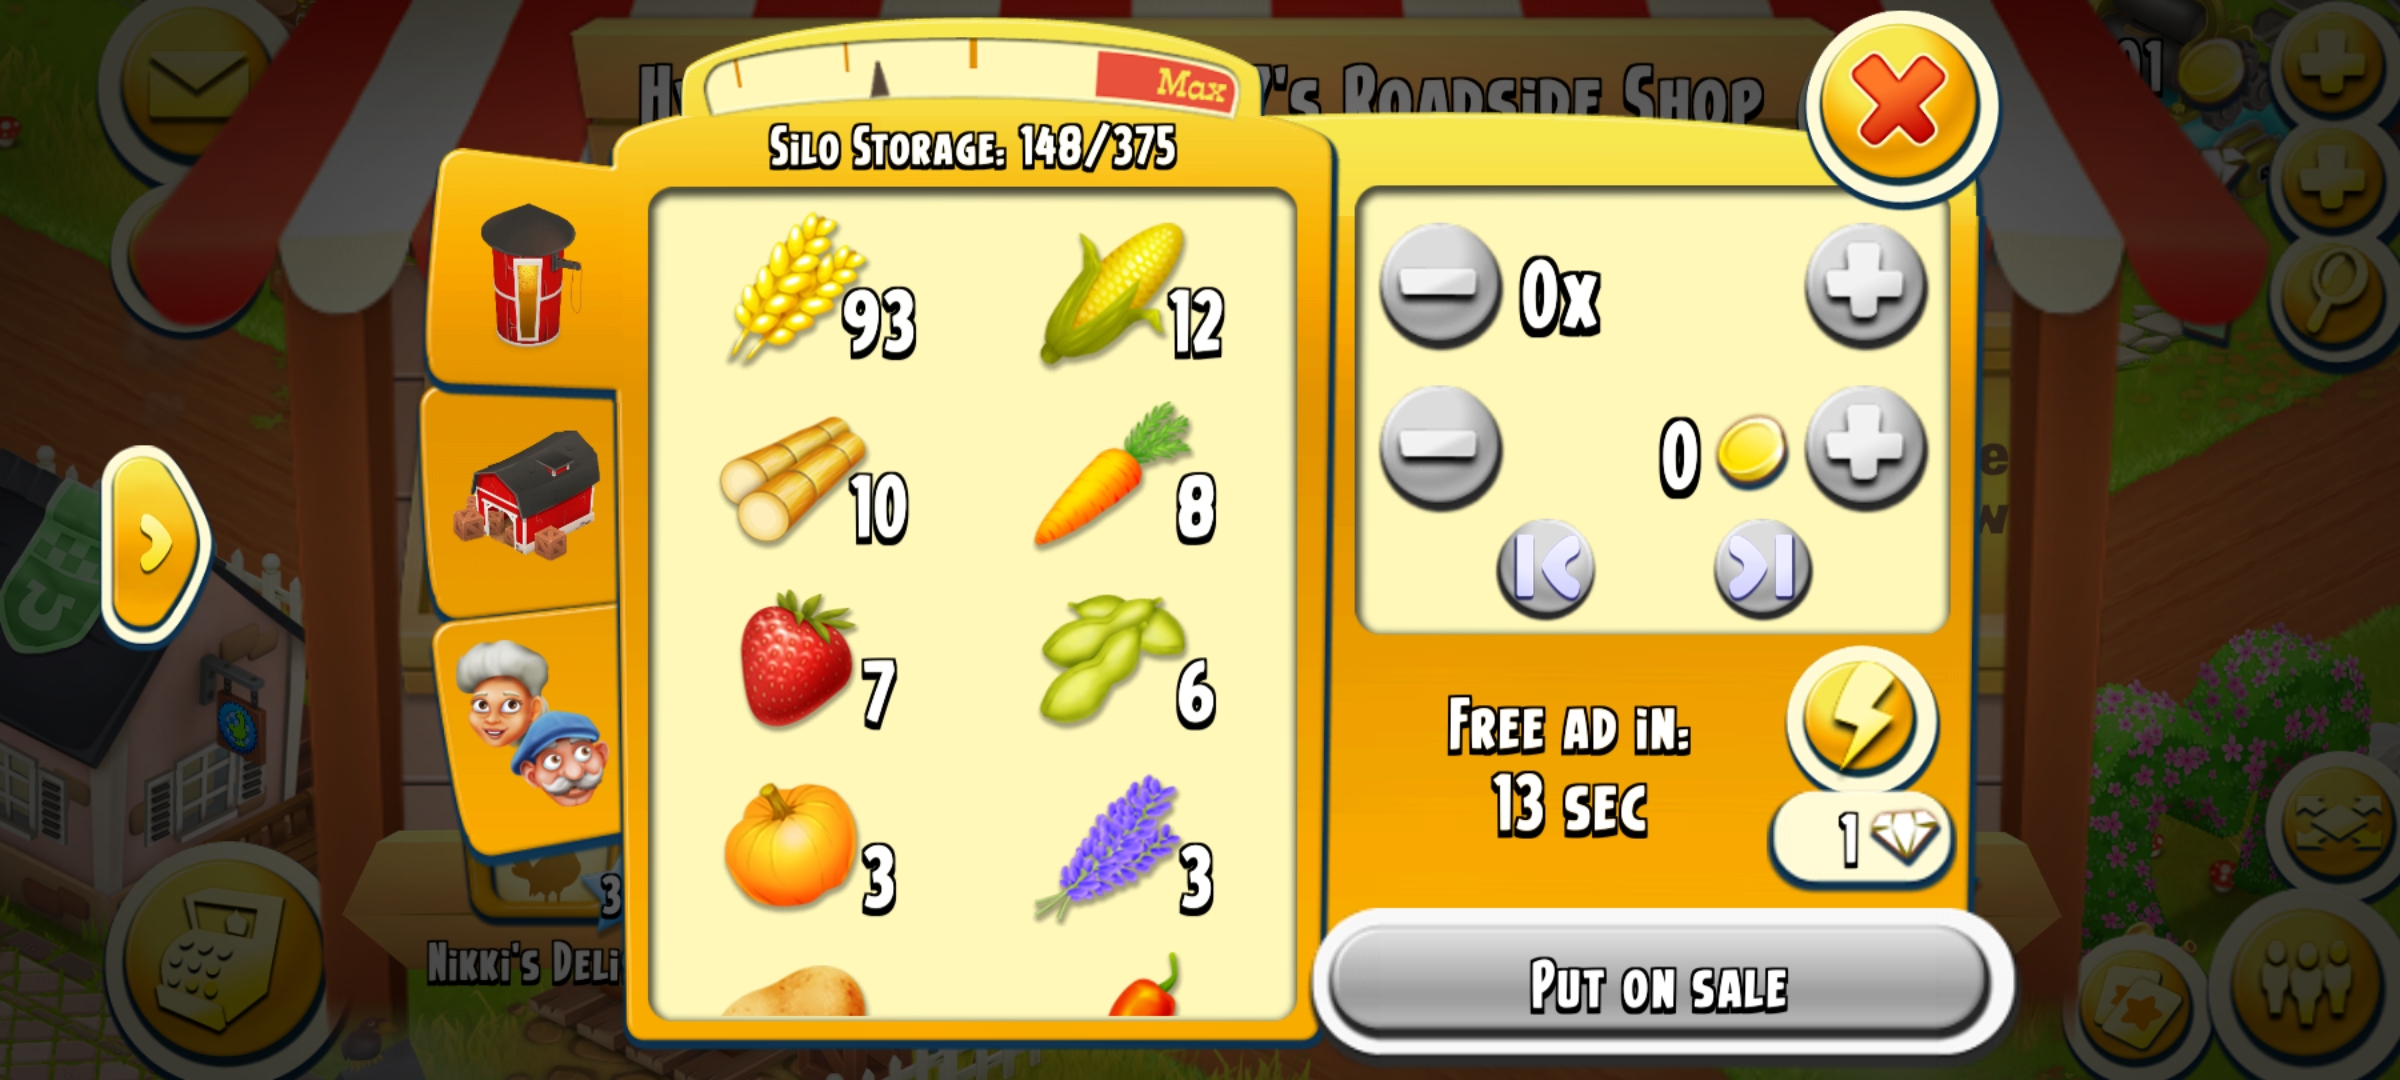 Max
Silo Storage: 148/375
's Roadside Shop
93
12
10
8
7
6
3
3
0x
0
Free ad in:
13 sec
1
Put on sale
3
Nikki's Deli